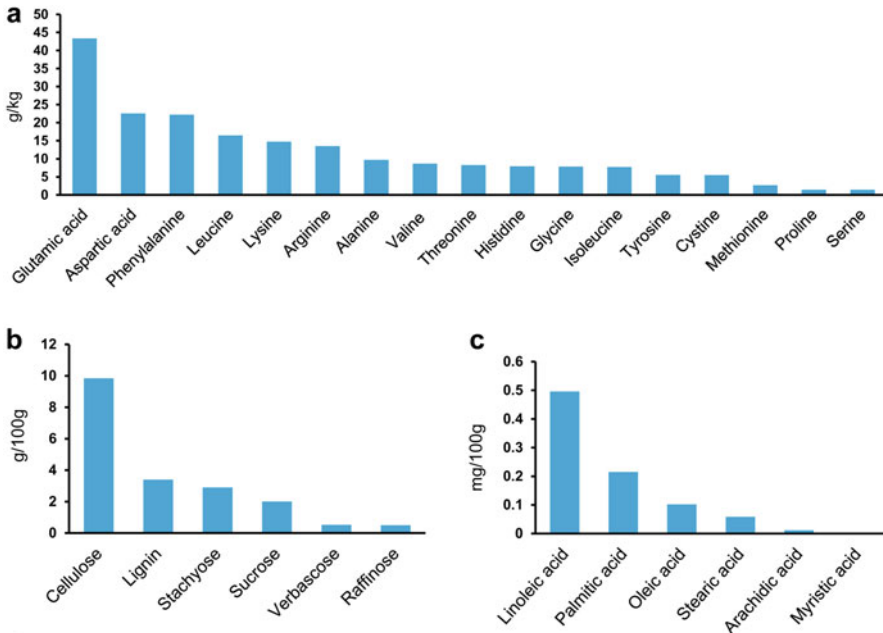 a
g/kg
50
45
40
35
30
25
20
15
10
5
0
Glutamic acid
Aspartic acid
Phenylalanine
Leucine
Lysine
Arginine
Alanine
Valine
Threonine
Histidine
Glycine
Isoleucine
Tyrosine
Cystine
Methionine
Proline
Serine
b
g/100g
12
10
8
6
4
2
0
Cellulose
Lignin
Stachyose
Sucrose
Verbascose
Raffinose
c
mg/100g
0.6
0.5
0.4
0.3
0.2
0.1
0
Linoleic acid
Palmitic acid
Oleic acid
Stearic acid
Arachidic acid
Myristic acid